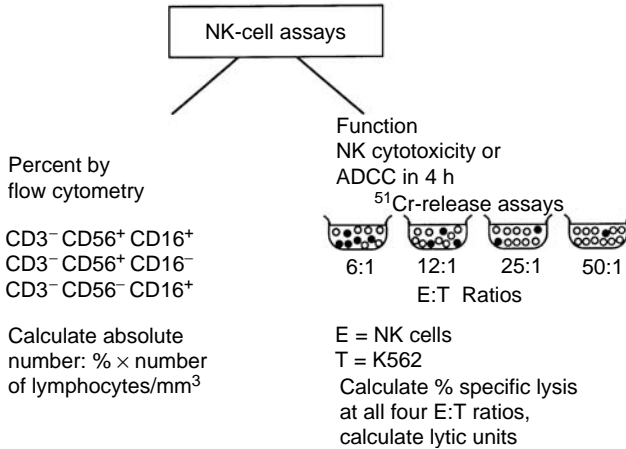 NK-cell assays
Percent by
flow cytometry
CD3⁻ CD56⁺ CD16⁺
CD3⁻ CD56⁺ CD16⁻
CD3⁻ CD56⁻ CD16⁺
Calculate absolute
number: % × number
of lymphocytes/mm³
Function
NK cytotoxicity or
ADCC in 4 h
⁵¹Cr-release assays
6:1 12:1 25:1 50:1
E:T Ratios
E = NK cells
T = K562
Calculate % specific lysis
at all four E:T ratios,
calculate lytic units